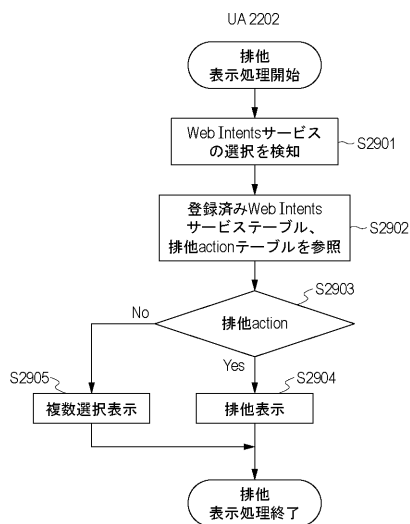 UA 2202
排他
表示処理開始
Web Intentsサービス
の選択を検知
S2901
登録済みWeb Intents
サービステーブル、
排他actionテーブルを参照
S2902
S2903
排他action
No
Yes
S2905
複数選択表示
S2904
排他表示
排他
表示処理終了